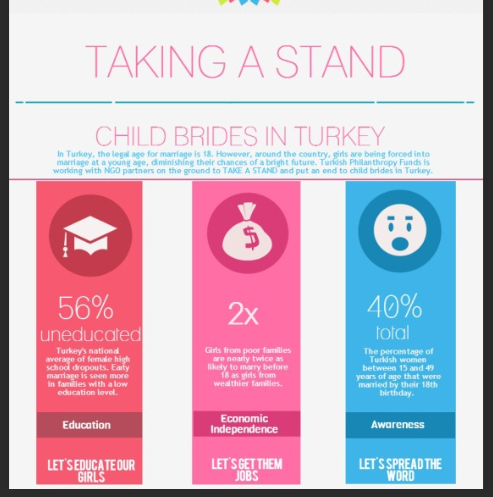 TAKING A STAND
CHILD BRIDES IN TURKEY
In Turkey, the legal age for marriage is 18. However, around the country, girls are being forced into
marriage at a young age, diminishing their chances of a bright future. Turkish Philanthropy Funds is
working with NGO partners on the ground to TAKE A STAND and put an end to child brides in Turkey.
56%
uneducated
Turkey's national
average of female high
school dropouts. Early
marriage is seen more
in families with a low
education level.
Education
LET'S EDUCATE OUR
GIRLS
$
2x
Girls from poor families
are nearly twice as
likely to marry before
18 as girls from
wealthier families.
Economic
Independence
LET'S GET THEM
JOBS
40%
total
The percentage of
Turkish women
between 15 and 49
years of age that were
married by their 18th
birthday.
Awareness
LET'S SPREAD THE
WORD